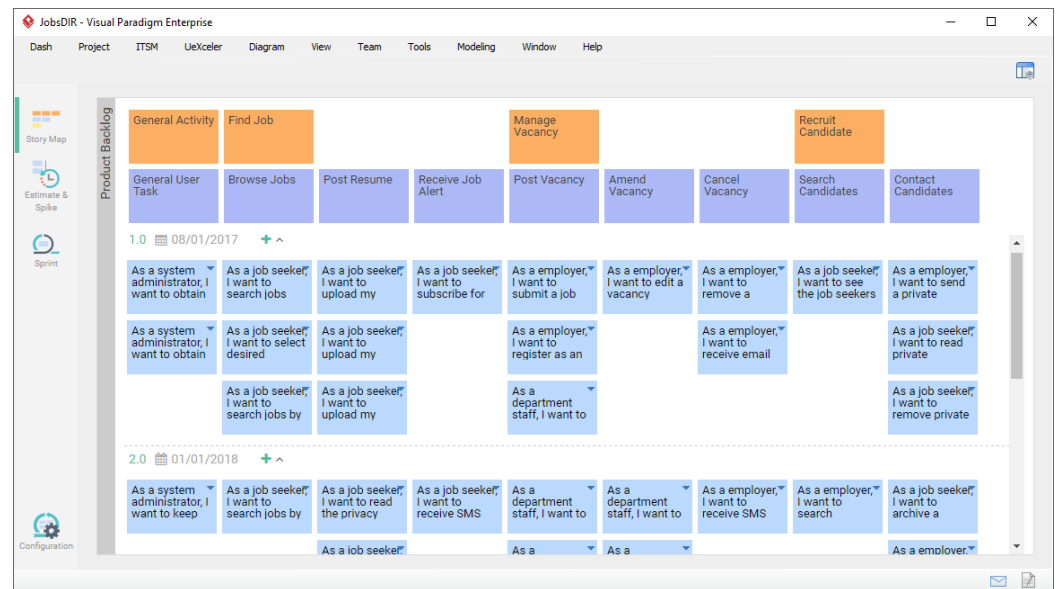 JobsDIR - Visual Paradigm Enterprise
Dash Project ITSM UeXceler Diagram View Team Tools Modeling Window Help
Story Map
Estimate &
Spike
Sprint
Configuration
Product Backlog
General Activity
Find Job
Manage
Vacancy
Recruit
Candidate
General User
Task
Browse Jobs
Post Resume
Receive Job
Alert
Post Vacancy
Amend
Vacancy
Cancel
Vacancy
Search
Candidates
Contact
Candidates
1.0 08/01/2017
As a system
administrator, I
want to obtain
As a job seeker,
I want to
search jobs
As a job seeker,
I want to
upload my
As a job seeker,
I want to
subscribe for
As a employer,
I want to
submit a job
As a employer,
I want to edit a
vacancy
As a employer,
I want to
remove a
As a job seeker,
I want to see
the job seekers
As a employer,
I want to send
a private
As a system
administrator, I
want to obtain
As a job seeker,
I want to select
desired
As a job seeker,
I want to
upload my
As a employer,
I want to
register as an
As a employer,
I want to
receive email
As a job seeker,
I want to read
private
As a job seeker,
I want to
search jobs by
As a job seeker,
I want to
upload my
As a
department
staff, I want to
As a job seeker,
I want to
remove private
2.0 01/01/2018
As a system
administrator, I
want to keep
As a job seeker,
I want to
search jobs by
As a job seeker,
I want to read
the privacy
As a job seeker,
I want to
receive SMS
As a
department
staff, I want to
As a
department
staff, I want to
As a employer,
I want to
receive SMS
As a employer,
I want to
search
As a job seeker,
I want to
archive a
As a job seeker,
As a
As a
As a employer,